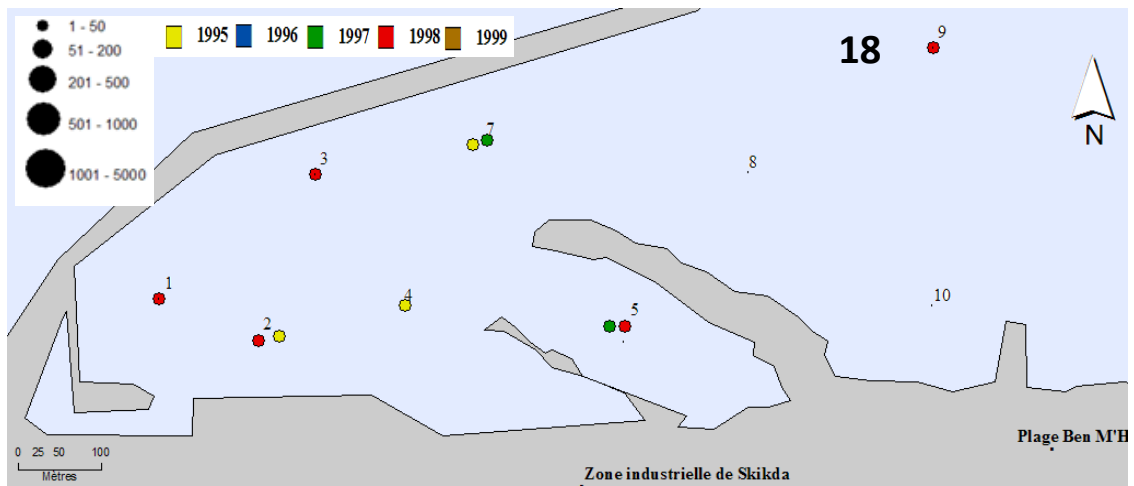 1 - 50
51 - 200
201 - 500
501 - 1000
1001 - 5000
1995 1996 1997 1998 1999
18
9
N
7
3
8
1
4
10
2
5
0 25 50 100
Mètres
Plage Ben M'H
Zone industrielle de Skikda